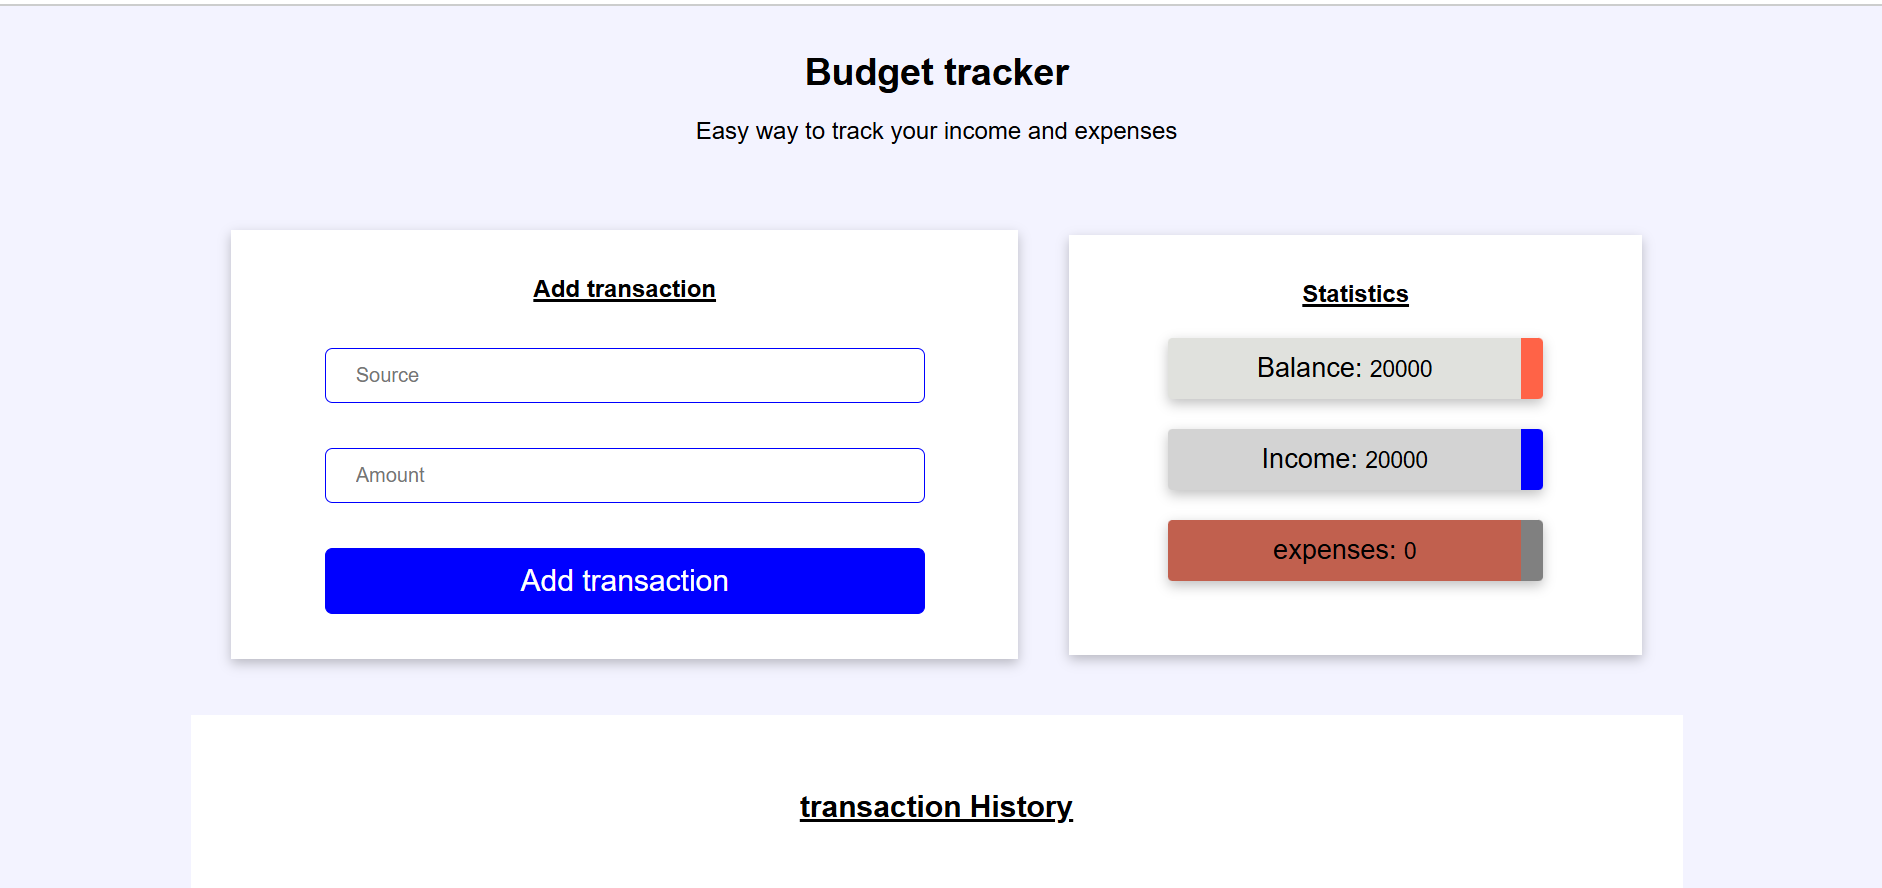 Budget tracker
Easy way to track your income and expenses
Add transaction
Source
Amount
Add transaction
Statistics
Balance: 20000
Income: 20000
expenses: 0
transaction History